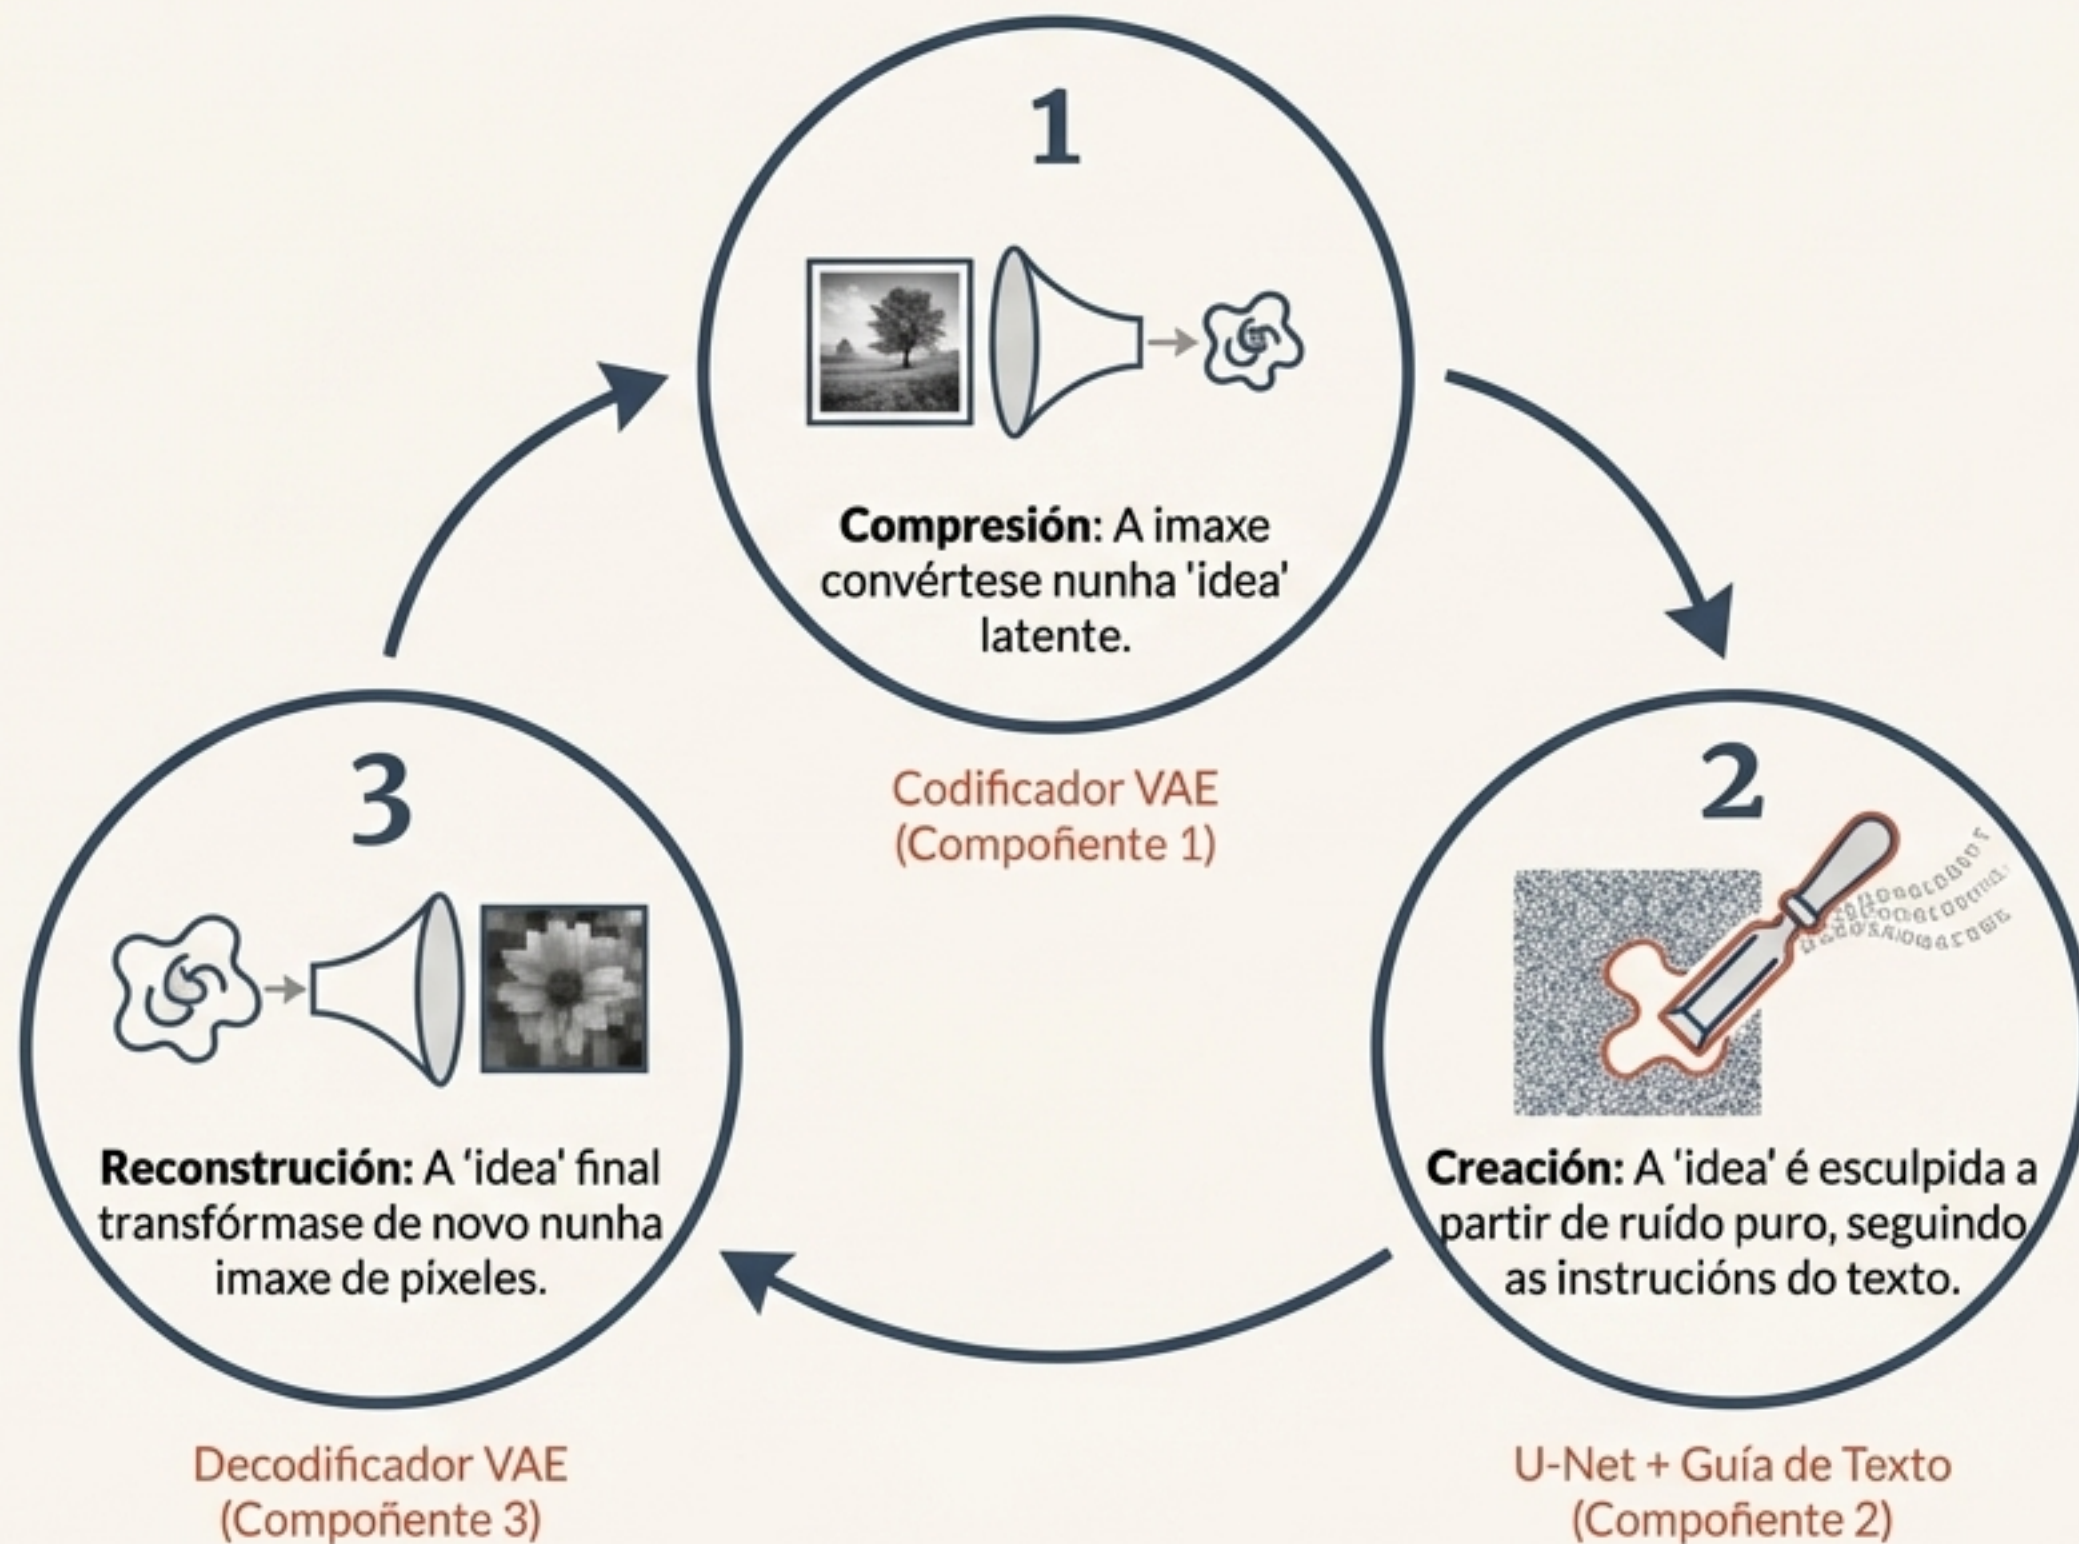 1
Compresión: A imaxe
convértese nunha 'idea'
latente.
Codificador VAE
(Compoñente 1)
2
Creación: A 'idea' é esculpida a
partir de ruído puro, seguindo
as instrucións do texto.
U-Net + Guía de Texto
(Compoñente 2)
3
Reconstrución: A 'idea' final
transfórmase de novo nunha
imaxe de píxeles.
Decodificador VAE
(Compoñente 3)